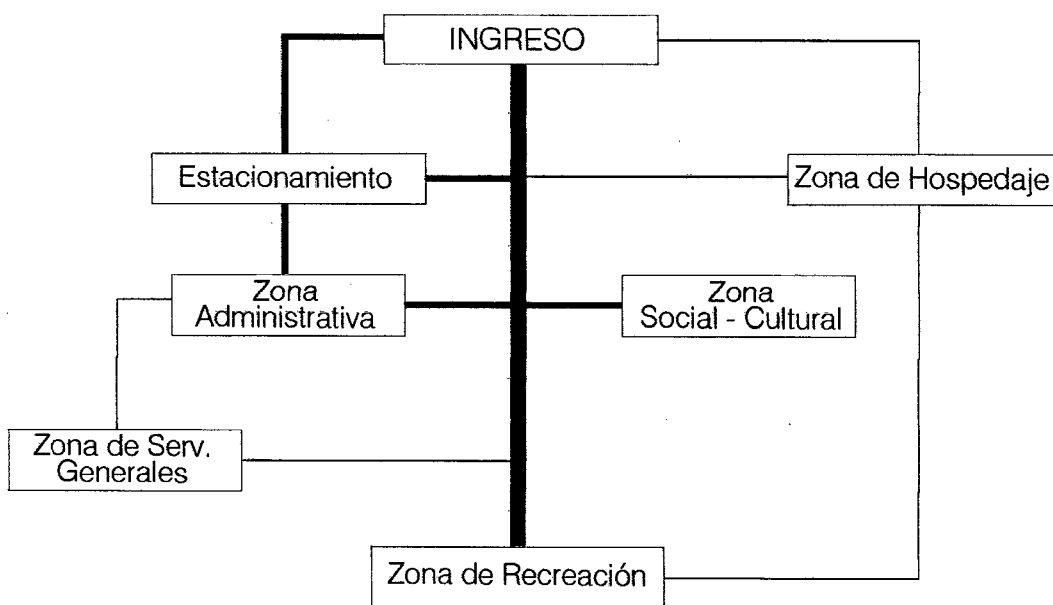 INGRESO
Estacionamiento
Zona de Hospedaje
Zona
Administrativa
Zona
Social - Cultural
Zona de Serv.
Generales
Zona de Recreación